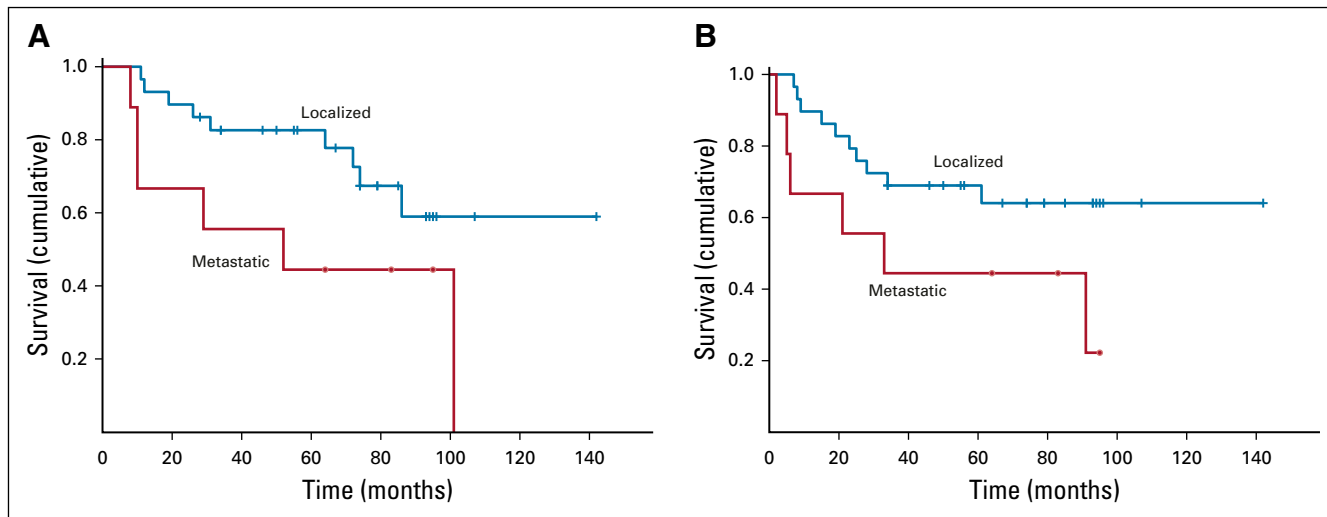 A
1.0
0.8
0.6
0.4
0.2
Survival (cumulative)
Localized
Metastatic
0 20 40 60 80 100 120 140
Time (months)
B
1.0
0.8
0.6
0.4
0.2
Survival (cumulative)
Localized
Metastatic
0 20 40 60 80 100 120 140
Time (months)